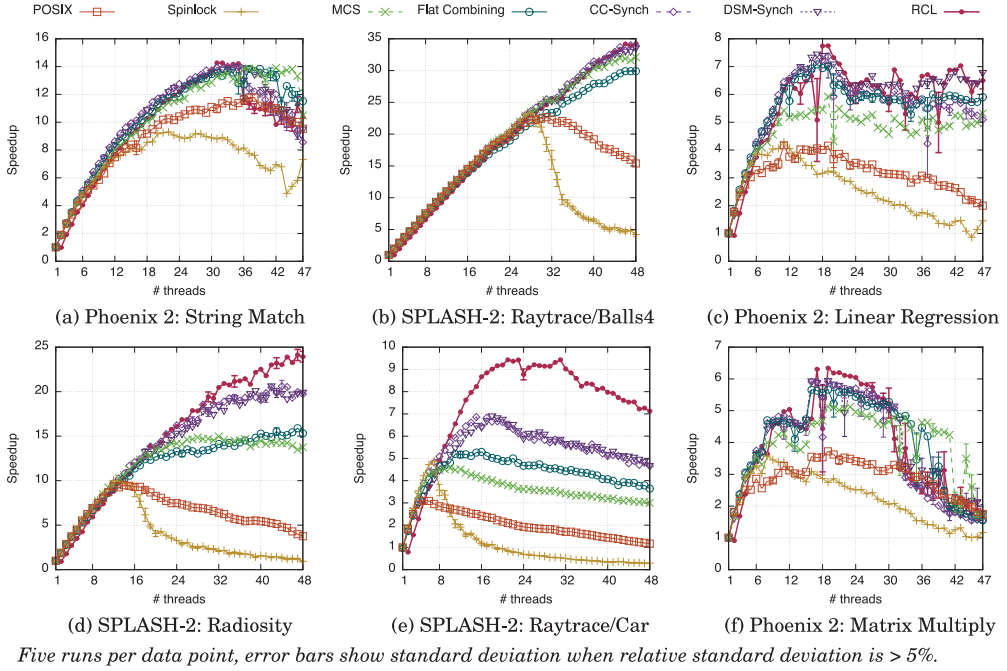 POSIX Spinlock MCS Flat Combining CC-Synch DSM-Synch RCL
16
14
12
10
8
6
4
2
0
Speedup
1 6 12 18 24 30 36 42 47
# threads
(a) Phoenix 2: String Match
35
30
25
20
15
10
5
0
Speedup
1 8 16 24 32 40 48
# threads
(b) SPLASH-2: Raytrace/Balls4
8
7
6
5
4
3
2
1
0
Speedup
1 6 12 18 24 30 36 42 47
# threads
(c) Phoenix 2: Linear Regression
25
20
15
10
5
0
Speedup
1 8 16 24 32 40 48
# threads
(d) SPLASH-2: Radiosity
10
9
8
7
6
5
4
3
2
1
0
Speedup
2 8 16 24 32 40 48
# threads
(e) SPLASH-2: Raytrace/Car
7
6
5
4
3
2
1
0
Speedup
1 6 12 18 24 30 36 42 47
# threads
(f) Phoenix 2: Matrix Multiply
Five runs per data point, error bars show standard deviation when relative standard deviation is > 5%.